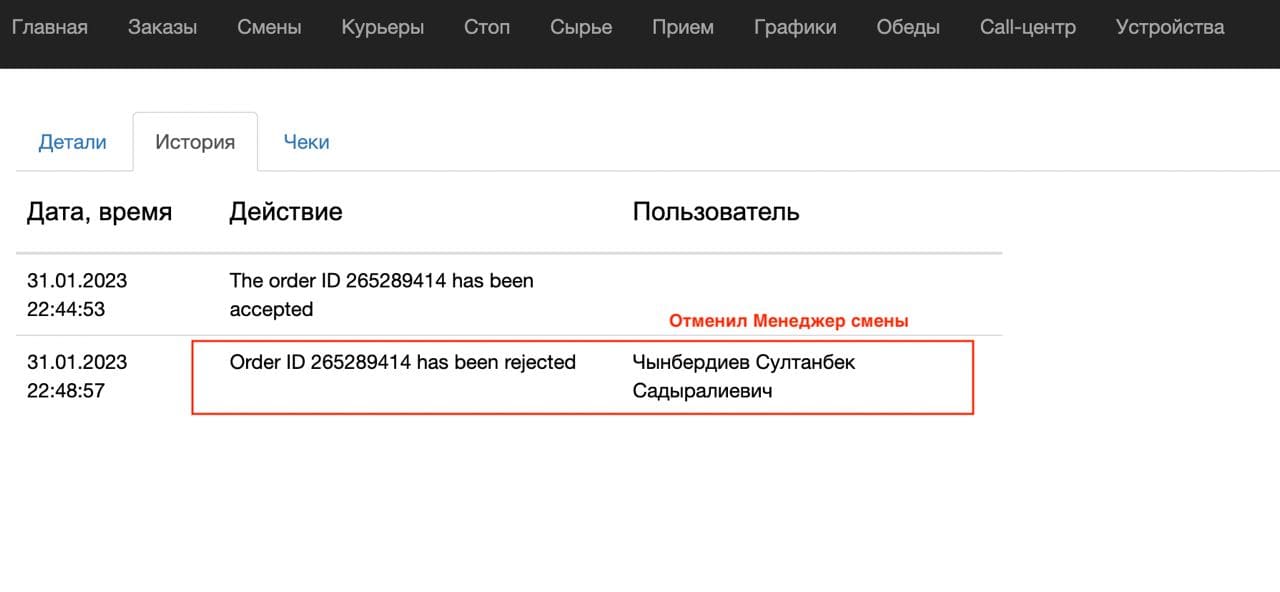 Главная Заказы Смены Курьеры Стоп Сырье Прием Графики Обеды Call-центр Устройства
Детали История Чеки
Дата, время Действие Пользователь
31.01.2023 The order ID 265289414 has been
22:44:53 accepted
Отменил Менеджер смены
31.01.2023 Order ID 265289414 has been rejected Чынбердиев Султанбек
22:48:57 Садыралиевич